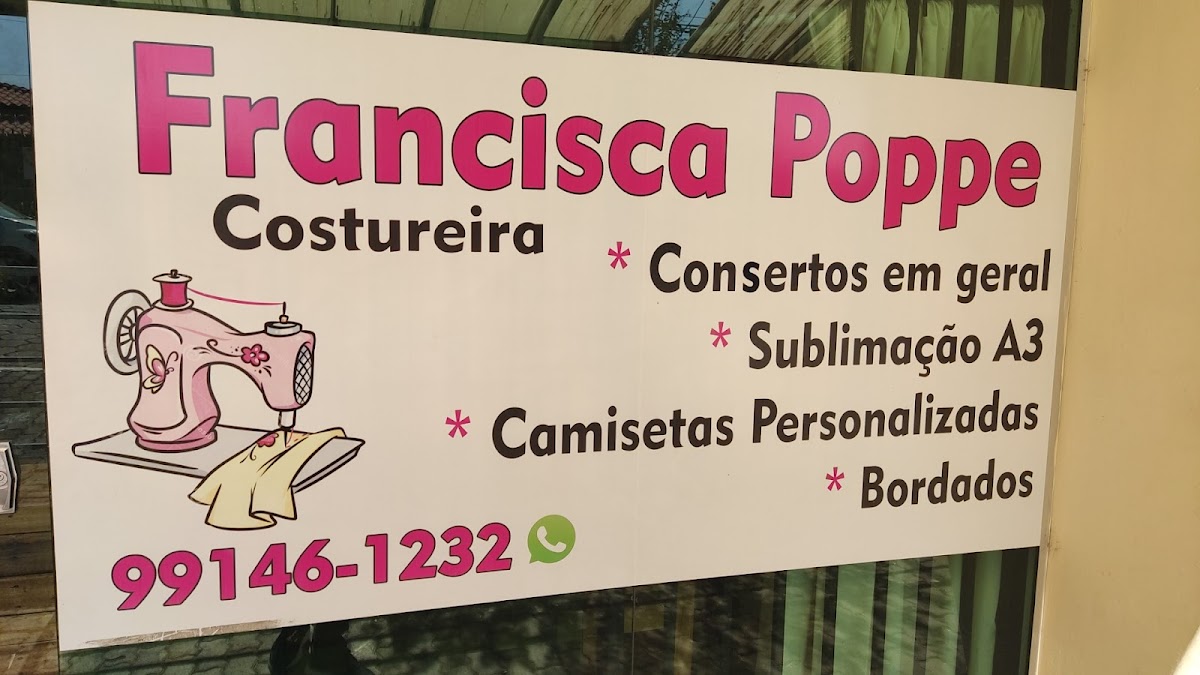 Francisca Poppe
Costureira
* Consertos em geral
* Sublimação A3
* Camisetas Personalizadas
* Bordados
99146-1232